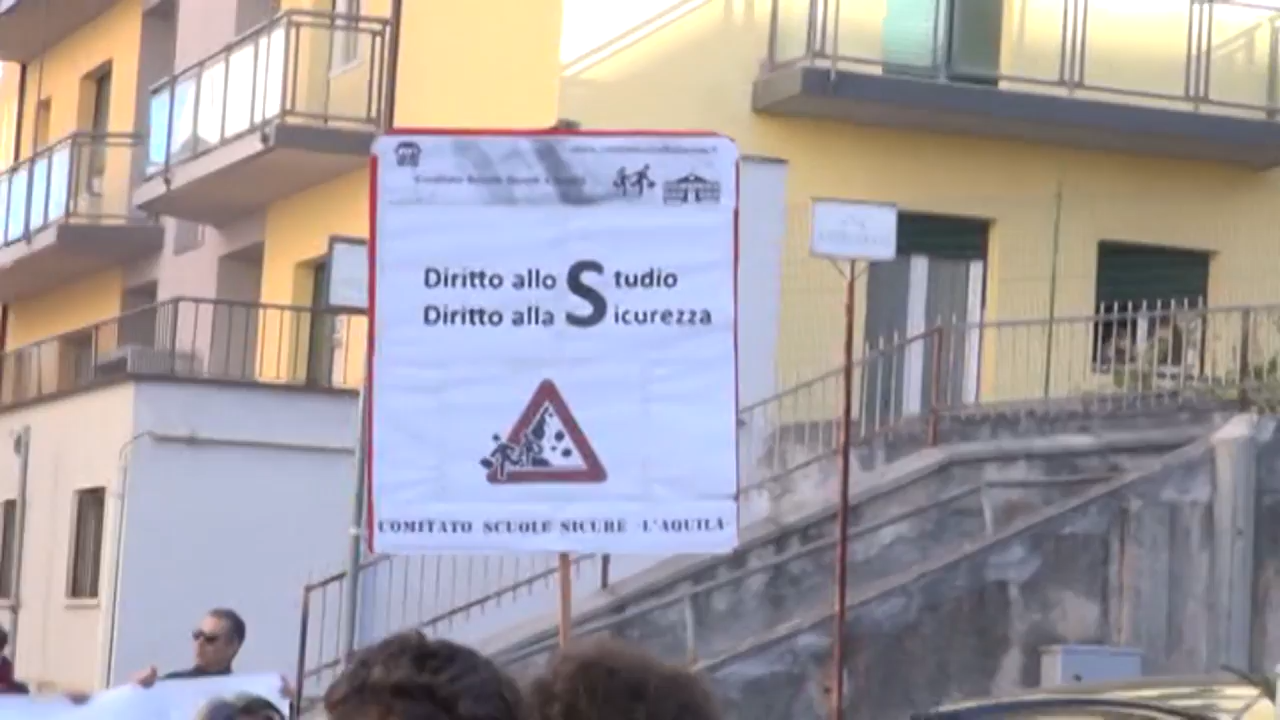 Diritto allo Studio
Diritto alla Sicurezza
COMITATO SCUOLE SICURE L'AQUILA